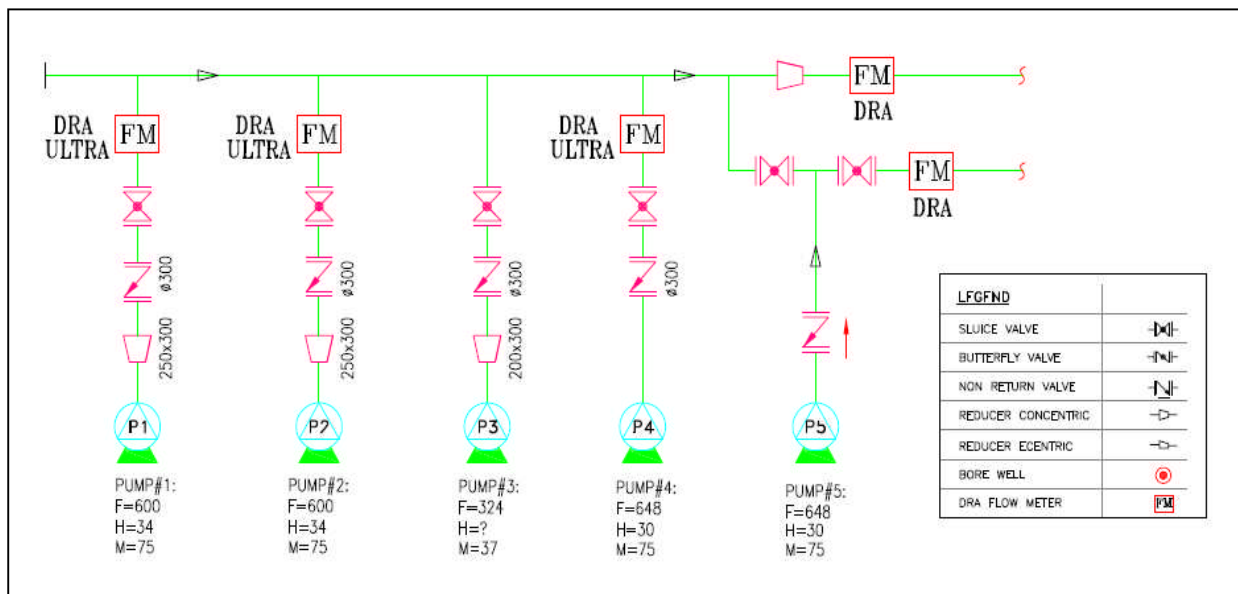 FM
DRA
DRA
ULTRA
FM
DRA
ULTRA
FM
DRA
ULTRA
FM
FM
DRA
ø300
ø300
ø300
ø300
250x300
250x300
200x300
P1
P2
P3
P4
P5
PUMP#1:
F=600
H=34
M=75
PUMP#2:
F=600
H=34
M=75
PUMP#3:
F=324
H=?
M=37
PUMP#4:
F=648
H=30
M=75
PUMP#5:
F=648
H=30
M=75
LEGEND
SLUICE VALVE
BUTTERFLY VALVE
NON RETURN VALVE
REDUCER CONCENTRIC
REDUCER ECENTRIC
BORE WELL
DRA FLOW METER
FM